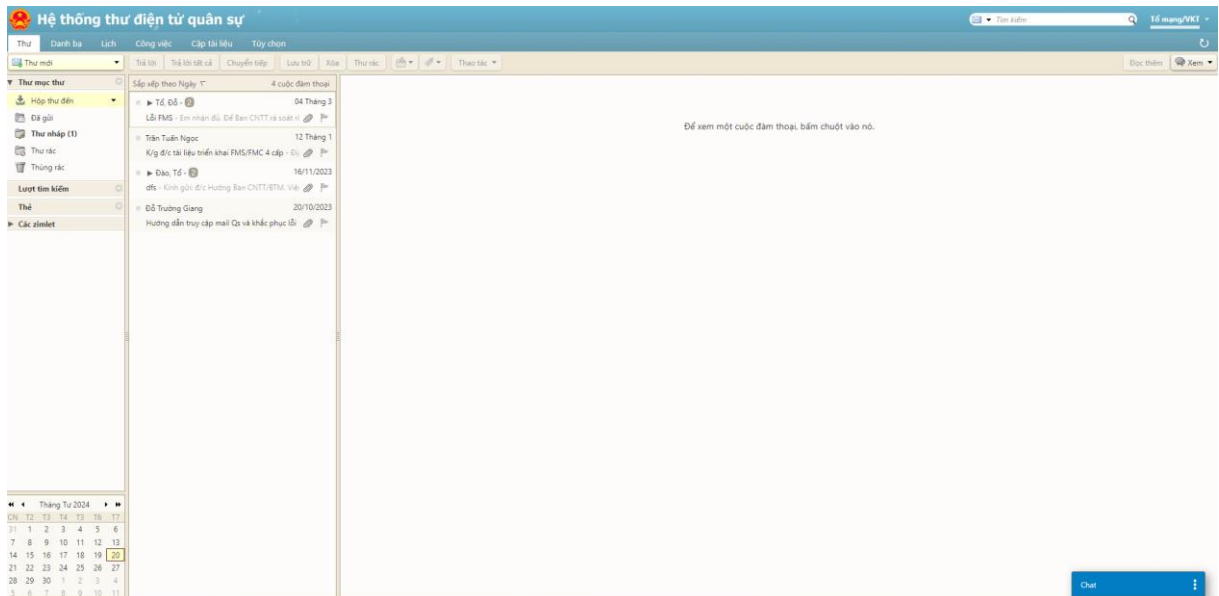 Hệ thống thư điện tử quân sự
Tìm kiếm
Tổ mạng/VKT
Thư Danh bạ Lịch Công việc Cặp tài liệu Tùy chọn
Thư mới
Trả lời Trả lời tất cả Chuyển tiếp Lưu trữ Xóa Thư rác Thao tác
Đọc thêm Xem
Thư mục thư
Hộp thư đến
Đã gửi
Thư nháp (1)
Thư rác
Thùng rác
Lượt tìm kiếm
Thẻ
Các zimlet
Sắp xếp theo Ngày 4 cuộc đàm thoại
Tổ, Đỗ - 2 04 Tháng 3
Lỗi FMS - Em nhận đủ. Để Ban CNTT rà soát
Trần Tuấn Ngọc 12 Tháng 1
K/g đ/c tài liệu triển khai FMS/FMC 4 cấp -
Đào, Tổ - 2 16/11/2023
dfs - Kính gửi: đ/c Hương Ban CNTT/BTM.
Đỗ Trường Giang 20/10/2023
Hướng dẫn truy cập mail Qs và khắc phục lỗi
Để xem một cuộc đàm thoại, bấm chuột vào nó.
Tháng Tư 2024
CN T2 T3 T4 T5 T6 T7
31 1 2 3 4 5 6
7 8 9 10 11 12 13
14 15 16 17 18 19 20
21 22 23 24 25 26 27
28 29 30 1 2 3 4
5 6 7 8 9 10 11
Chat